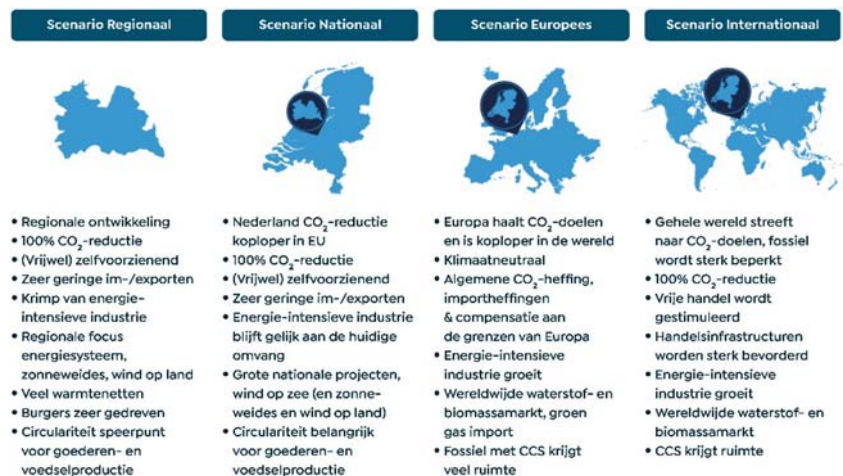 Scenario Regionaal
• Regionale ontwikkeling
• 100% CO₂-reductie
• (Vrijwel) zelfvoorzienend
• Zeer geringe im-/exporten
• Krimp van energie-
intensieve industrie
• Regionale focus
energiesysteem,
zonneweides, wind op land
• Veel warmtenetten
• Burgers zeer gedreven
• Circulariteit speerpunt
voor goederen- en
voedselproductie
Scenario Nationaal
• Nederland CO₂-reductie
koploper in EU
• 100% CO₂-reductie
• (Vrijwel) zelfvoorzienend
• Zeer geringe im-/exporten
• Energie-intensieve industrie
blijft gelijk aan de huidige
omvang
• Grote nationale projecten,
wind op zee (en zonne-
weides en wind op land)
• Circulariteit belangrijk
voor goederen- en
voedselproductie
Scenario Europees
• Europa haalt CO₂-doelen
en is koploper in de wereld
• Klimaatneutraal
• Algemene CO₂-heffing,
importheffingen
& compensatie aan
de grenzen van Europa
• Energie-intensieve
industrie groeit
• Wereldwijde waterstof- en
biomassamarkt, groen
gas import
• Fossiel met CCS krijgt
veel ruimte
Scenario Internationaal
• Gehele wereld streeft
naar CO₂-doelen, fossiel
wordt sterk beperkt
• 100% CO₂-reductie
• Vrije handel wordt
gestimuleerd
• Handelsinfrastructuren
worden sterk bevorderd
• Energie-intensieve
industrie groeit
• Wereldwijde waterstof- en
biomassamarkt
• CCS krijgt ruimte